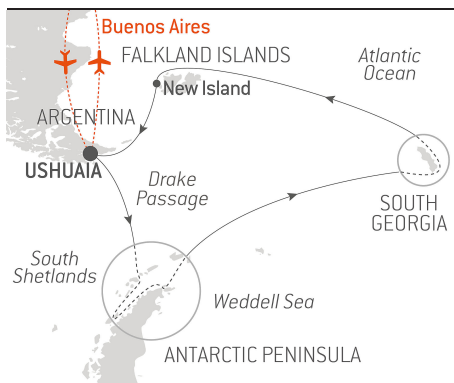 Buenos Aires
FALKLAND ISLANDS
Atlantic
Ocean
New Island
ARGENTINA
USHUAIA
Drake
Passage
SOUTH
GEORGIA
South
Shetlands
Weddell Sea
ANTARCTIC PENINSULA